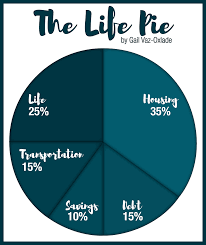 The Life Pie
by Gail Vaz-Oxlade
Life
25%
Housing
35%
Transportation
15%
Savings
10%
Debt
15%